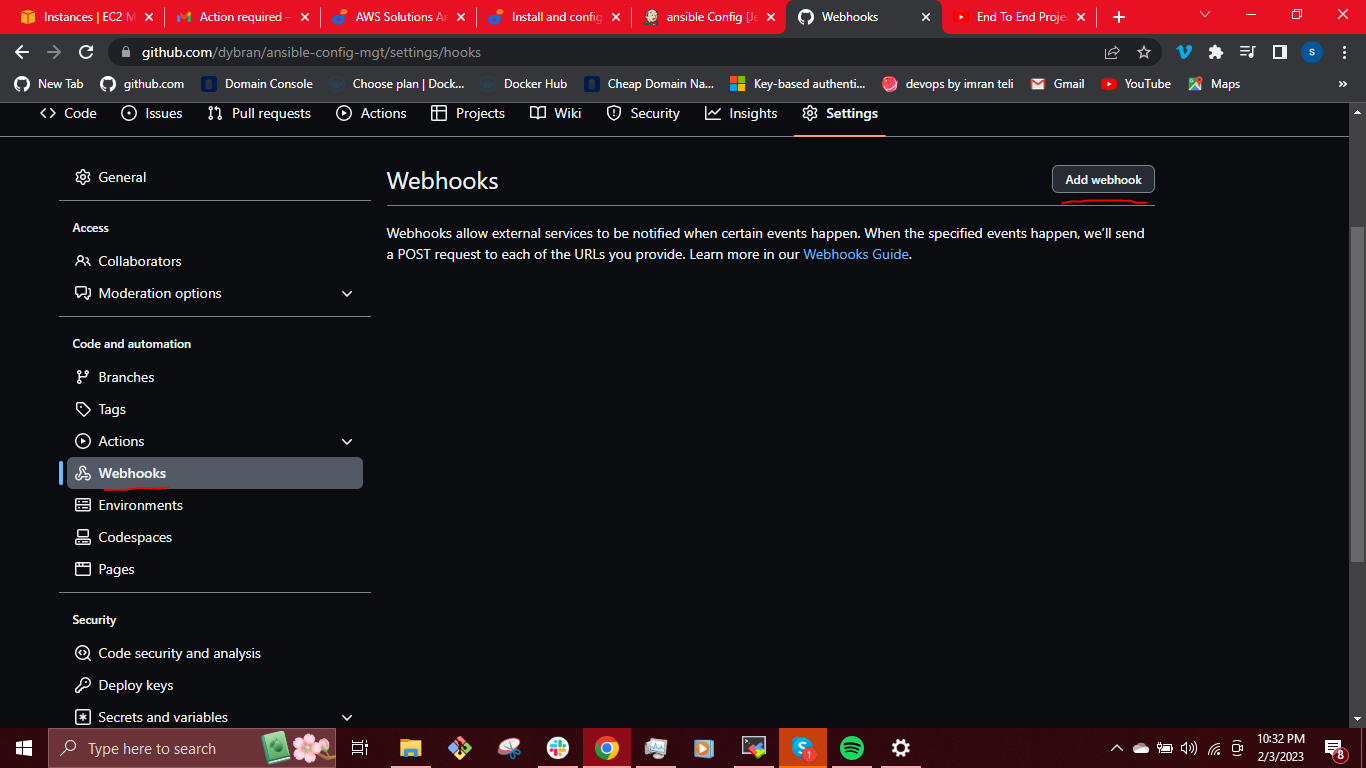 Instances | EC2 M
Action required –
AWS Solutions Ar
Install and config
ansible Config [Je
Webhooks
End To End Proje
github.com/dybran/ansible-config-mgt/settings/hooks
S
New Tab
github.com
Domain Console
Choose plan | Dock...
Docker Hub
Cheap Domain Na...
Key-based authenti...
devops by imran teli
Gmail
YouTube
Maps
»
Code
Issues
Pull requests
Actions
Projects
Wiki
Security
Insights
Settings
General
Access
Collaborators
Moderation options
Code and automation
Branches
Tags
Actions
Webhooks
Environments
Codespaces
Pages
Security
Code security and analysis
Deploy keys
Secrets and variables
Webhooks
Add webhook
Webhooks allow external services to be notified when certain events happen. When the specified events happen, we'll send
a POST request to each of the URLs you provide. Learn more in our Webhooks Guide.
Type here to search
1
10:32 PM
2/3/2023
8